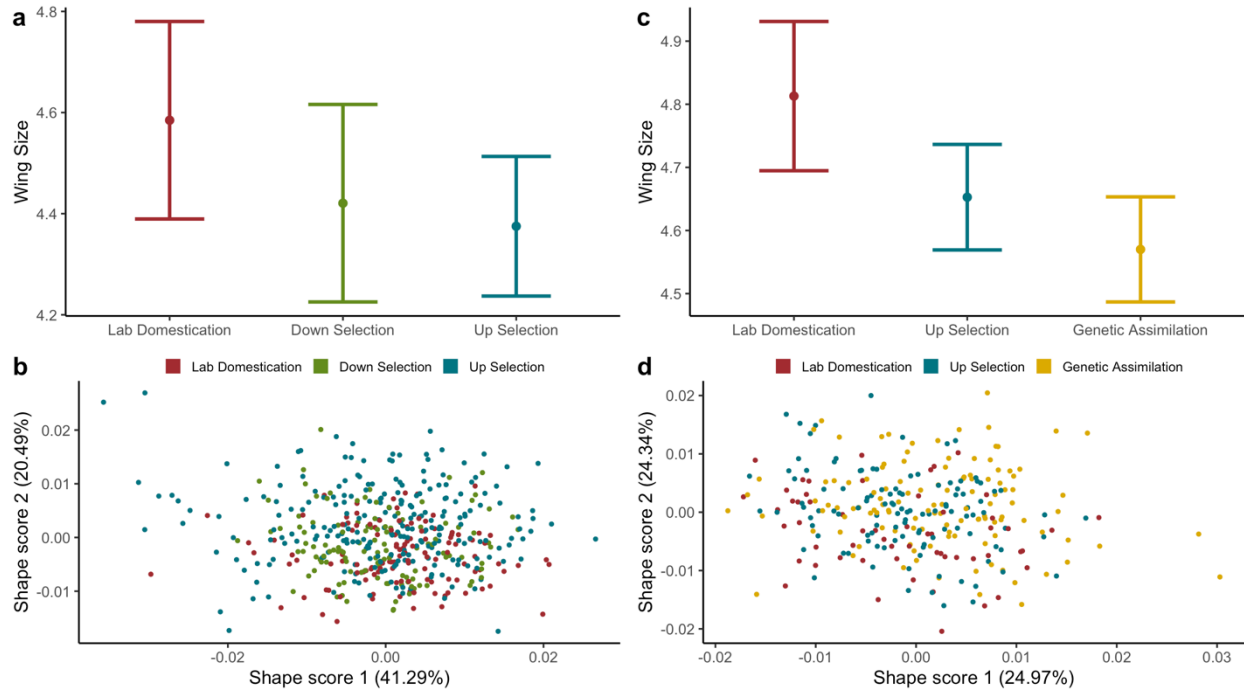 a
4.8
4.6
4.4
4.2
Wing Size
Lab Domestication Down Selection Up Selection
c
4.9
4.8
4.7
4.6
4.5
Wing Size
Lab Domestication Up Selection Genetic Assimilation
b
Lab Domestication Down Selection Up Selection
0.02
0.01
0.00
-0.01
Shape score 2 (20.49%)
-0.02 0.00 0.02
Shape score 1 (41.29%)
d
Lab Domestication Up Selection Genetic Assimilation
0.02
0.01
0.00
-0.01
-0.02
Shape score 2 (24.34%)
-0.02 -0.01 0.00 0.01 0.02 0.03
Shape score 1 (24.97%)